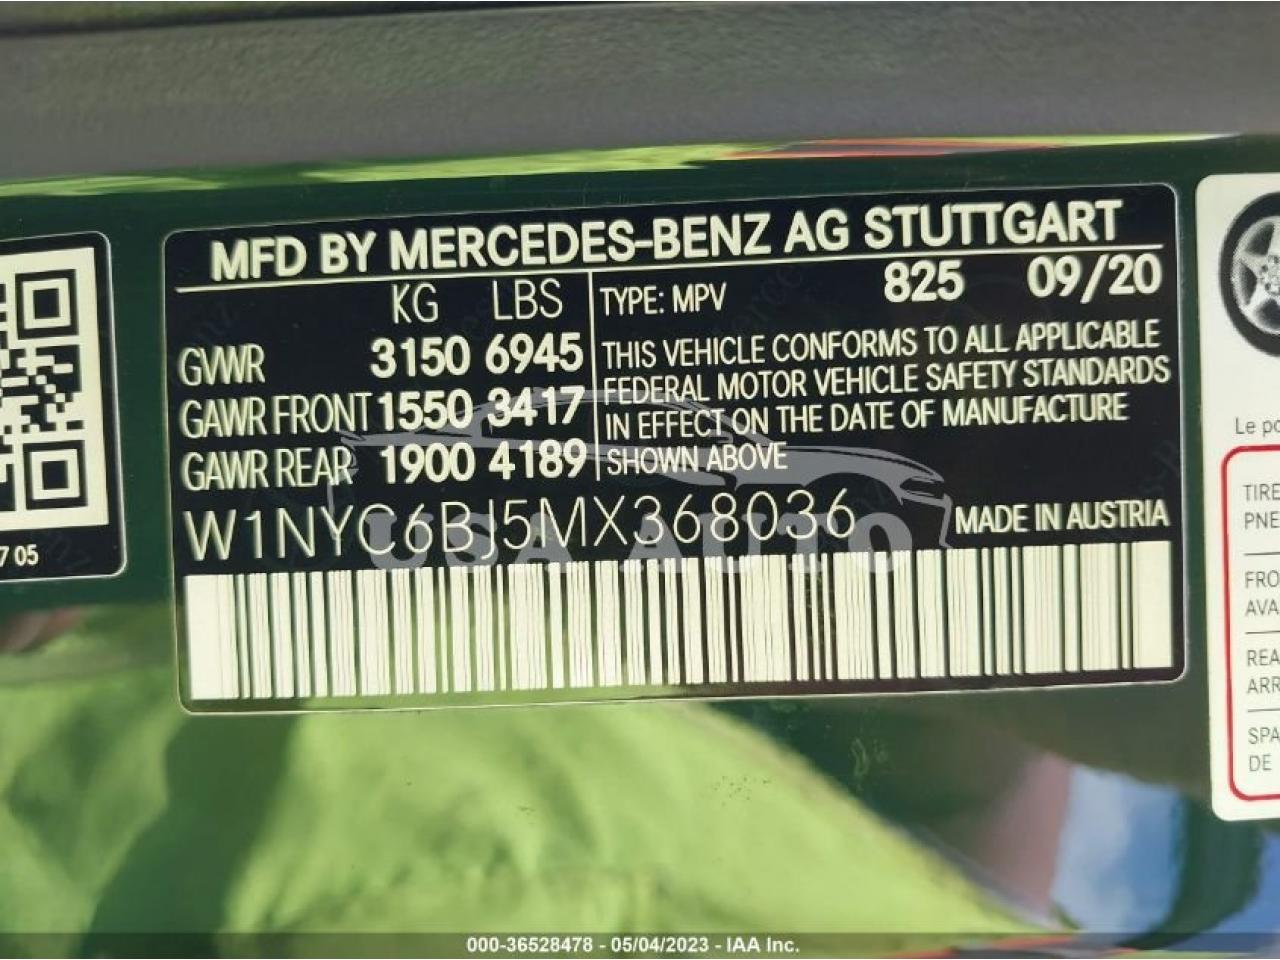 MFD BY MERCEDES-BENZ AG STUTTGART
KG LBS
GVWR 3150 6945
GAWR FRONT 1550 3417
GAWR REAR 1900 4189
TYPE: MPV 825 09/20
THIS VEHICLE CONFORMS TO ALL APPLICABLE
FEDERAL MOTOR VEHICLE SAFETY STANDARDS
IN EFFECT ON THE DATE OF MANUFACTURE
SHOWN ABOVE
W1NYC6BJ5MX368036 MADE IN AUSTRIA
USA AUTO
7 05
Le po
TIRE
PNE
FRO
AVA
REA
ARR
SPA
DE
000-36528478 - 05/04/2023 - IAA Inc.